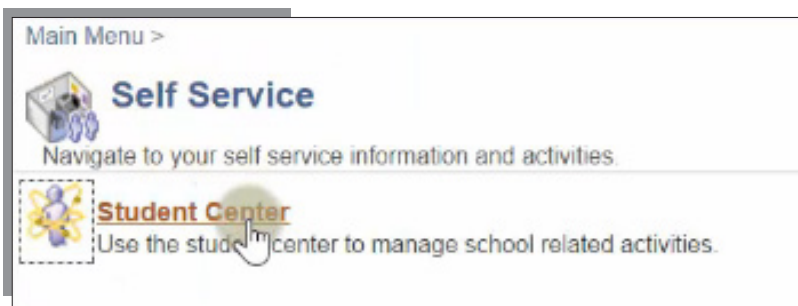 Main Menu >
Self Service
Navigate to your self service information and activities.
Student Center
Use the student center to manage school related activities.